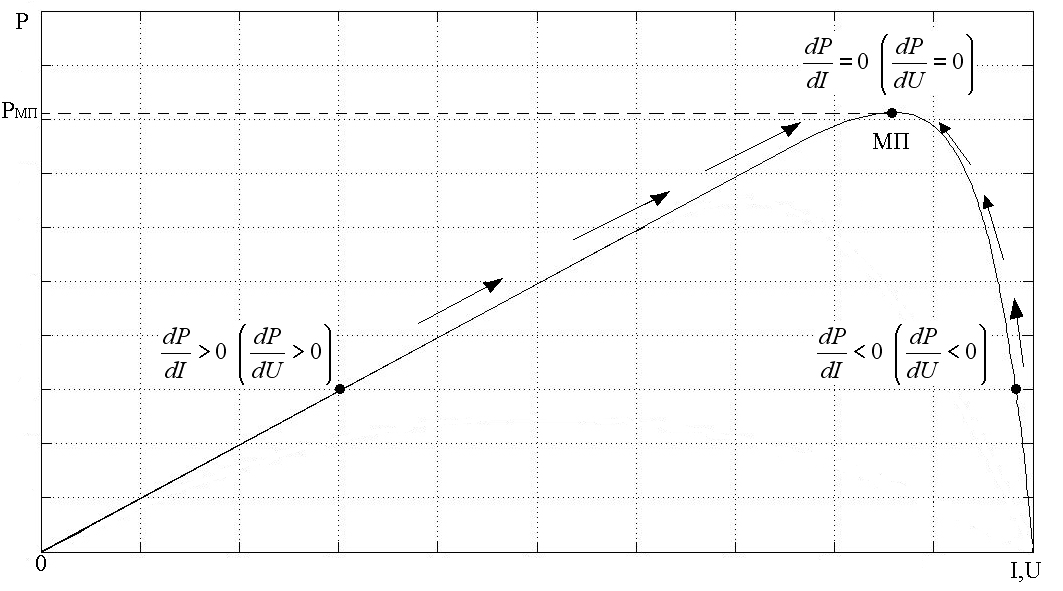 P
dP/dI = 0 (dP/dU = 0)
PМП
МП
dP/dI > 0 (dP/dU > 0)
dP/dI < 0 (dP/dU < 0)
0
I,U